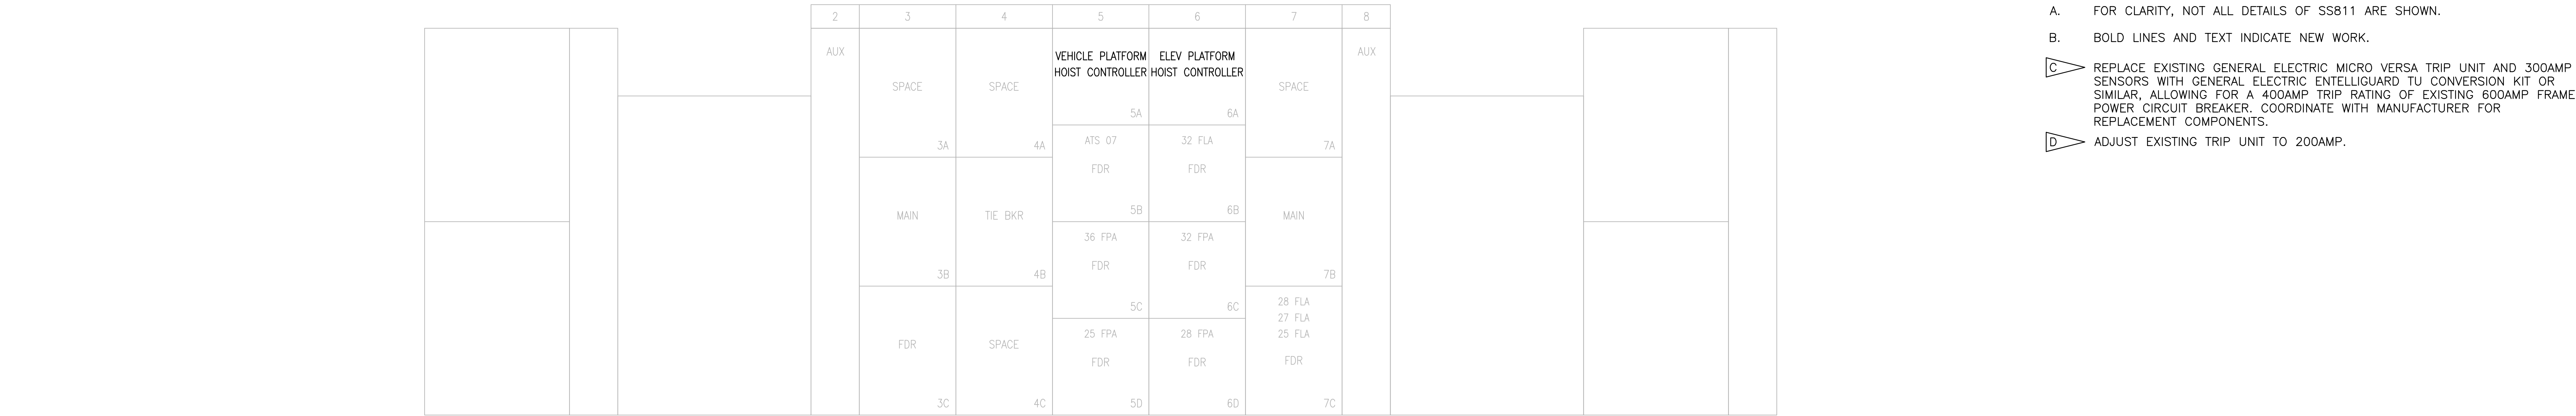 2 3 4 5 6 7 8
AUX
SPACE
3A
MAIN
3B
FDR
3C
SPACE
4A
TIE BKR
4B
SPACE
4C
VEHICLE PLATFORM
HOIST CONTROLLER
5A
ATS 07
FDR
5B
36 FPA
FDR
5C
25 FPA
FDR
5D
ELEV PLATFORM
HOIST CONTROLLER
6A
32 FLA
FDR
6B
32 FPA
FDR
6C
28 FPA
FDR
6D
SPACE
7A
MAIN
7B
28 FLA
27 FLA
25 FLA
FDR
7C
AUX
A. FOR CLARITY, NOT ALL DETAILS OF SS811 ARE SHOWN.
B. BOLD LINES AND TEXT INDICATE NEW WORK.
C REPLACE EXISTING GENERAL ELECTRIC MICRO VERSA TRIP UNIT AND 300AMP
SENSORS WITH GENERAL ELECTRIC ENTELLIGUARD TU CONVERSION KIT OR
SIMILAR, ALLOWING FOR A 400AMP TRIP RATING OF EXISTING 600AMP FRAME
POWER CIRCUIT BREAKER. COORDINATE WITH MANUFACTURER FOR
REPLACEMENT COMPONENTS.
D ADJUST EXISTING TRIP UNIT TO 200AMP.